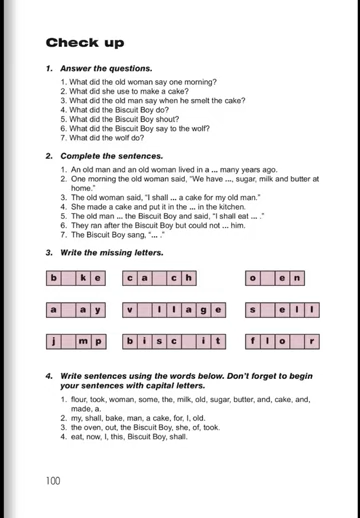 Check up
1. Answer the questions.
1. What did the old woman say one morning?
2. What did she use to make a cake?
3. What did the old man say when he smelt the cake?
4. What did the Biscuit Boy do?
5. What did the Biscuit Boy shout?
6. What did the Biscuit Boy say to the wolf?
7. What did the wolf do?
2. Complete the sentences.
1. An old man and an old woman lived in a ... many years ago.
2. One morning the old woman said, “We have ..., sugar, milk and butter at
home.”
3. The old woman said, “I shall ... a cake for my old man.”
4. She made a cake and put it in the ... in the kitchen.
5. The old man ... the Biscuit Boy and said, “I shall eat ... .”
6. They ran after the Biscuit Boy but could not ... him.
7. The Biscuit Boy sang, “... .”
3. Write the missing letters.
b k e c a c h o e n
a a y v l l a g e s e l l
j m p b i s c i t f l o r
4. Write sentences using the words below. Don’t forget to begin
your sentences with capital letters.
1. flour, took, woman, some, the, milk, old, sugar, butter, and, cake, and,
made, a.
2. my, shall, bake, man, a cake, for, I, old.
3. the oven, out, the Biscuit Boy, she, of, took.
4. eat, now, I, this, Biscuit Boy, shall.
100